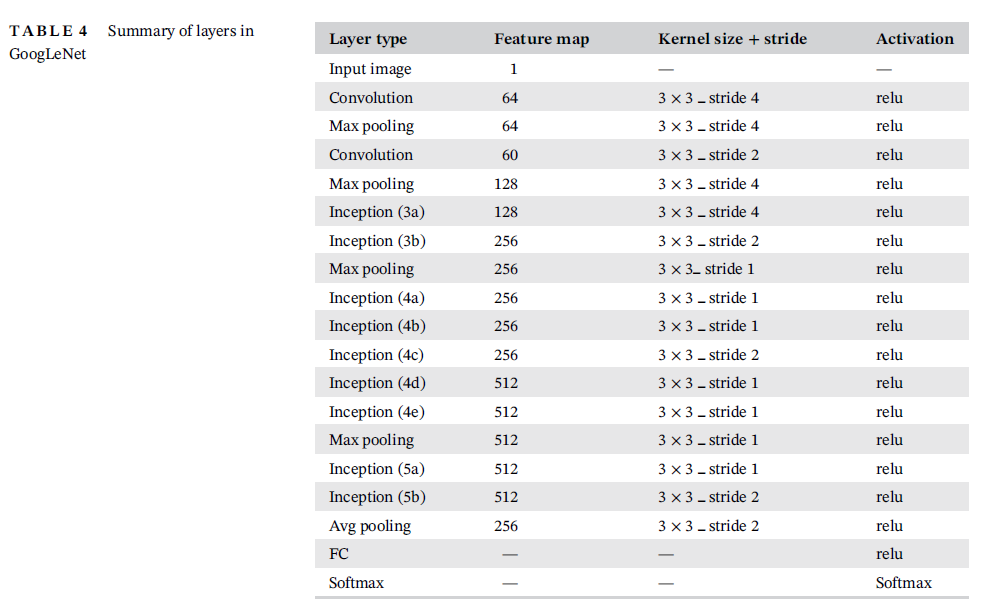 TABLE 4 Summary of layers in
GoogLeNet
Layer type Feature map Kernel size + stride Activation
Input image 1 — —
Convolution 64 3 × 3 _ stride 4 relu
Max pooling 64 3 × 3 _ stride 4 relu
Convolution 60 3 × 3 _ stride 2 relu
Max pooling 128 3 × 3 _ stride 4 relu
Inception (3a) 128 3 × 3 _ stride 4 relu
Inception (3b) 256 3 × 3 _ stride 2 relu
Max pooling 256 3 × 3_ stride 1 relu
Inception (4a) 256 3 × 3 _ stride 1 relu
Inception (4b) 256 3 × 3 _ stride 1 relu
Inception (4c) 256 3 × 3 _ stride 2 relu
Inception (4d) 512 3 × 3 _ stride 1 relu
Inception (4e) 512 3 × 3 _ stride 1 relu
Max pooling 512 3 × 3 _ stride 1 relu
Inception (5a) 512 3 × 3 _ stride 1 relu
Inception (5b) 512 3 × 3 _ stride 2 relu
Avg pooling 256 3 × 3 _ stride 2 relu
FC — — relu
Softmax — — Softmax